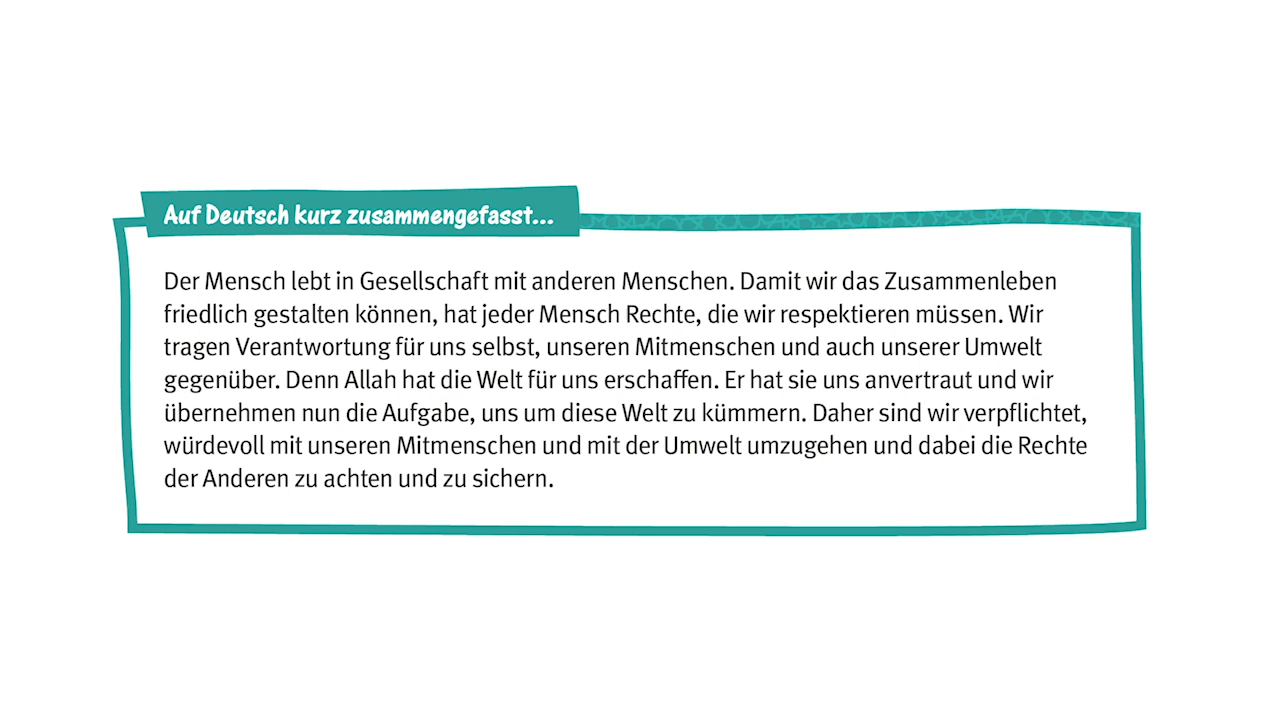 Auf Deutsch kurz zusammengefasst...
Der Mensch lebt in Gesellschaft mit anderen Menschen. Damit wir das Zusammenleben
friedlich gestalten können, hat jeder Mensch Rechte, die wir respektieren müssen. Wir
tragen Verantwortung für uns selbst, unseren Mitmenschen und auch unserer Umwelt
gegenüber. Denn Allah hat die Welt für uns erschaffen. Er hat sie uns anvertraut und wir
übernehmen nun die Aufgabe, uns um diese Welt zu kümmern. Daher sind wir verpflichtet,
würdevoll mit unseren Mitmenschen und mit der Umwelt umzugehen und dabei die Rechte
der Anderen zu achten und zu sichern.